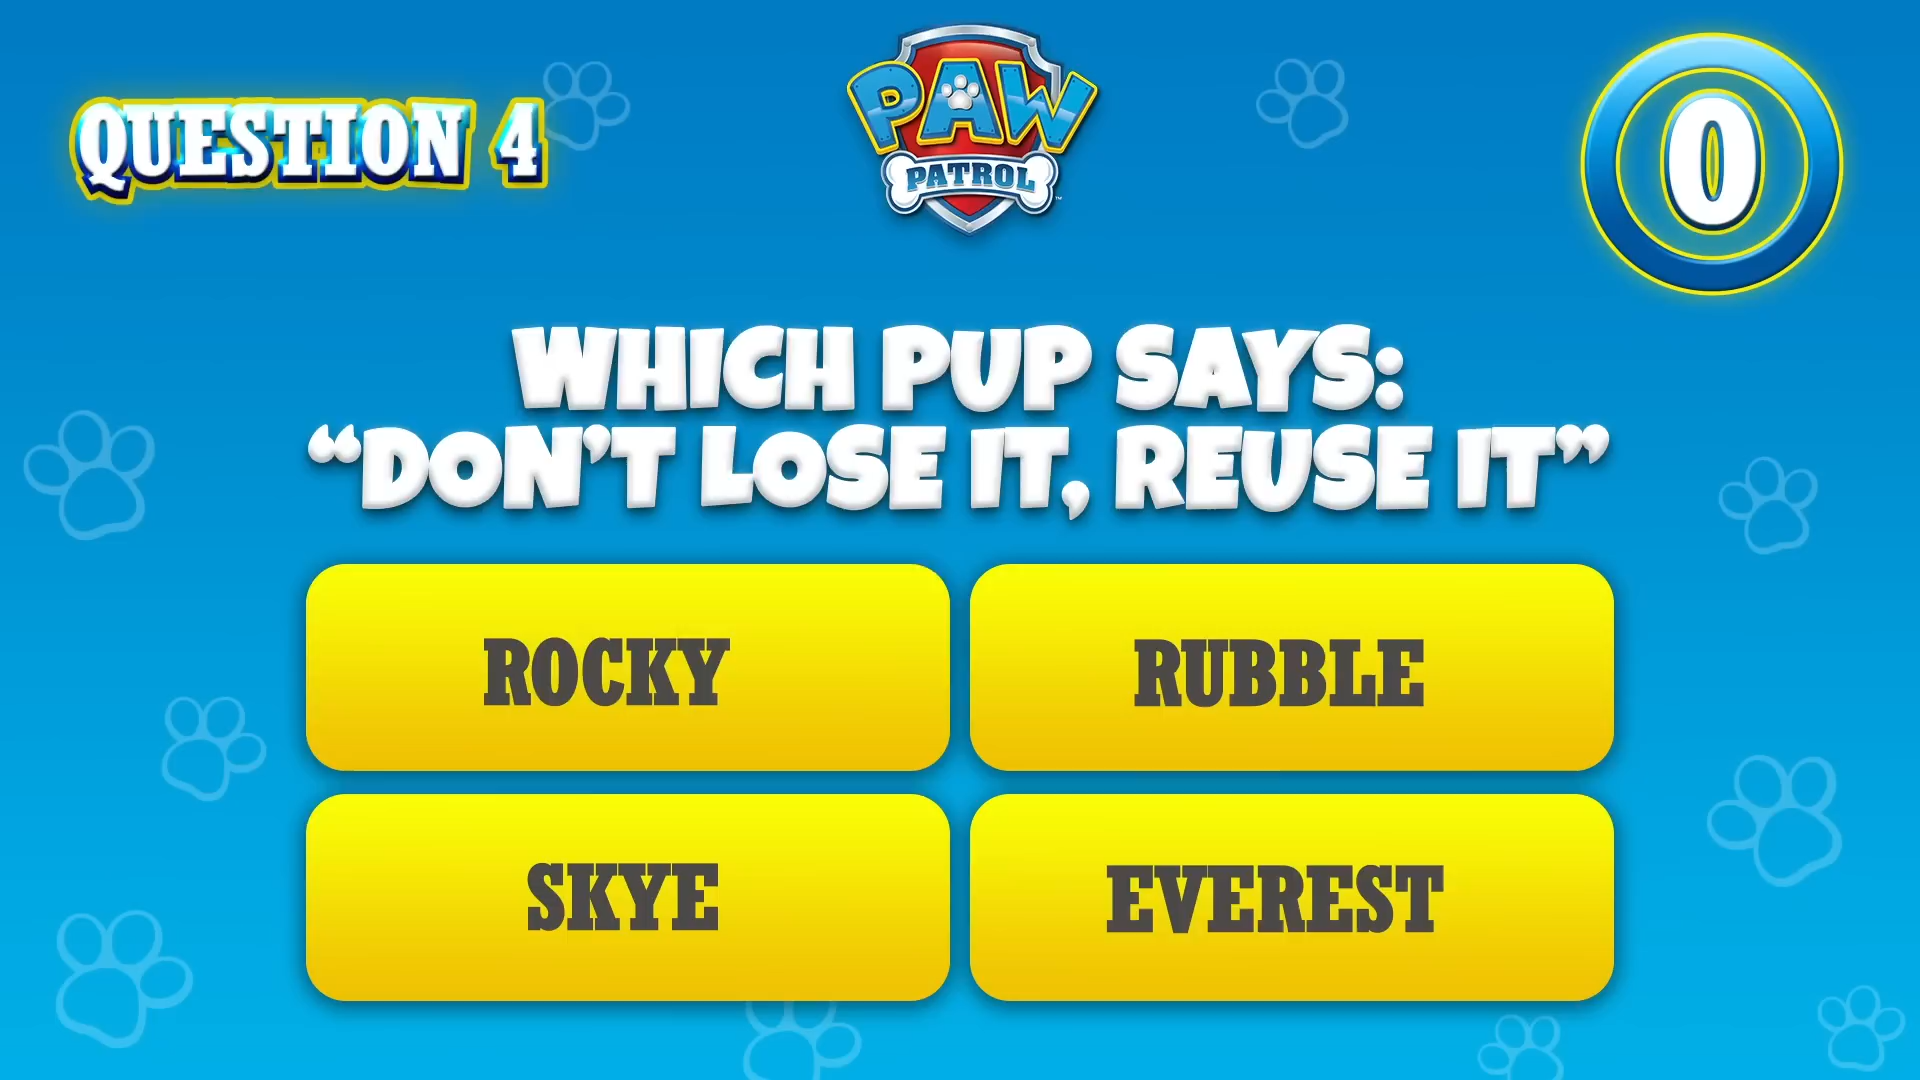 QUESTION 4
PAW
PATROL
0
WHICH PUP SAYS:
“DON’T LOSE IT, REUSE IT”
ROCKY
RUBBLE
SKYE
EVEREST